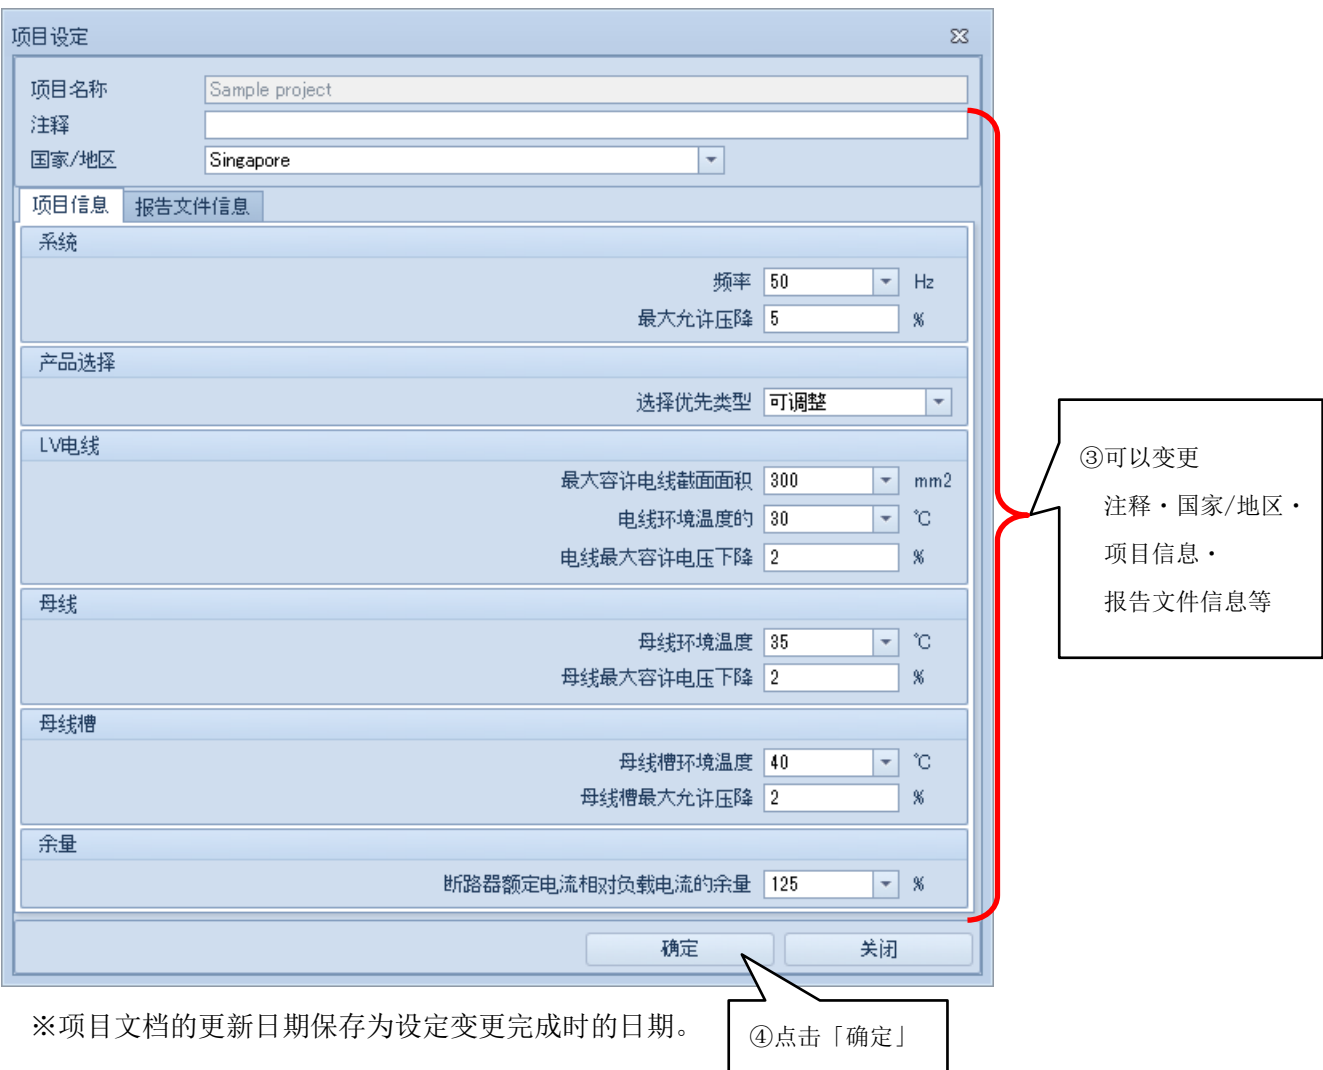 项目设定
项目名称 Sample project
注释
国家/地区 Singapore
项目信息 报告文件信息
系统
频率 50 Hz
最大允许压降 5 %
产品选择
选择优先类型 可调整
LV电线
最大容许电线截面面积 300 mm2
电线环境温度的 30 ℃
电线最大容许电压下降 2 %
母线
母线环境温度 35 ℃
母线最大容许电压下降 2 %
母线槽
母线槽环境温度 40 ℃
母线槽最大允许压降 2 %
余量
断路器额定电流相对负载电流的余量 125 %
确定 关闭
③可以变更
注释・国家/地区・
项目信息・
报告文件信息等
※项目文档的更新日期保存为设定变更完成时的日期。
④点击「确定」